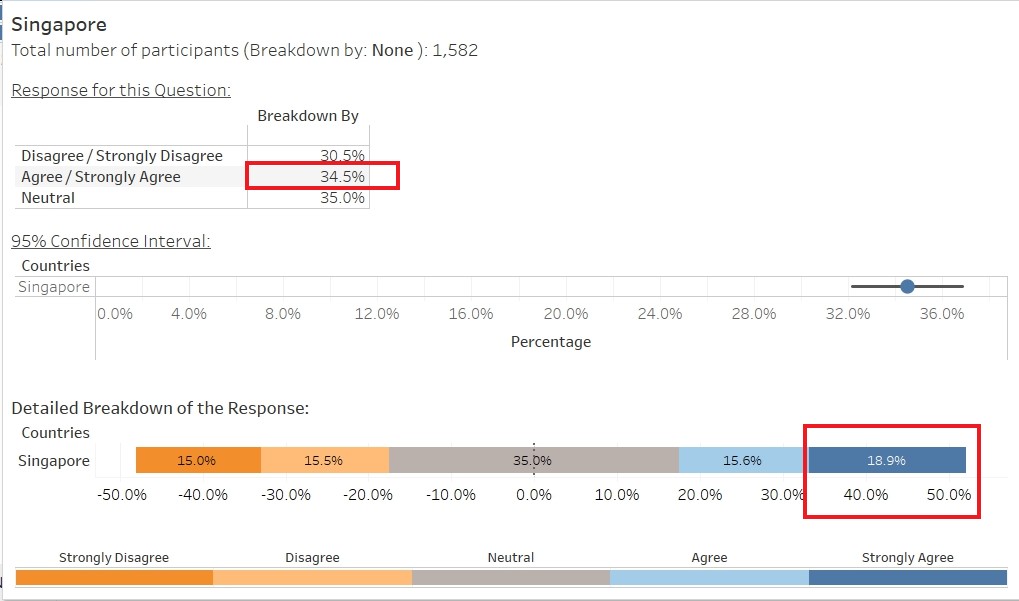 Singapore
Total number of participants (Breakdown by: None ): 1,582
Response for this Question:
Breakdown By
Disagree / Strongly Disagree 30.5%
Agree / Strongly Agree 34.5%
Neutral 35.0%
95% Confidence Interval:
Countries
Singapore
0.0% 4.0% 8.0% 12.0% 16.0% 20.0% 24.0% 28.0% 32.0% 36.0%
Percentage
Detailed Breakdown of the Response:
Countries
Singapore 15.0% 15.5% 35.0% 15.6% 18.9%
-50.0% -40.0% -30.0% -20.0% -10.0% 0.0% 10.0% 20.0% 30.0% 40.0% 50.0%
Strongly Disagree Disagree Neutral Agree Strongly Agree